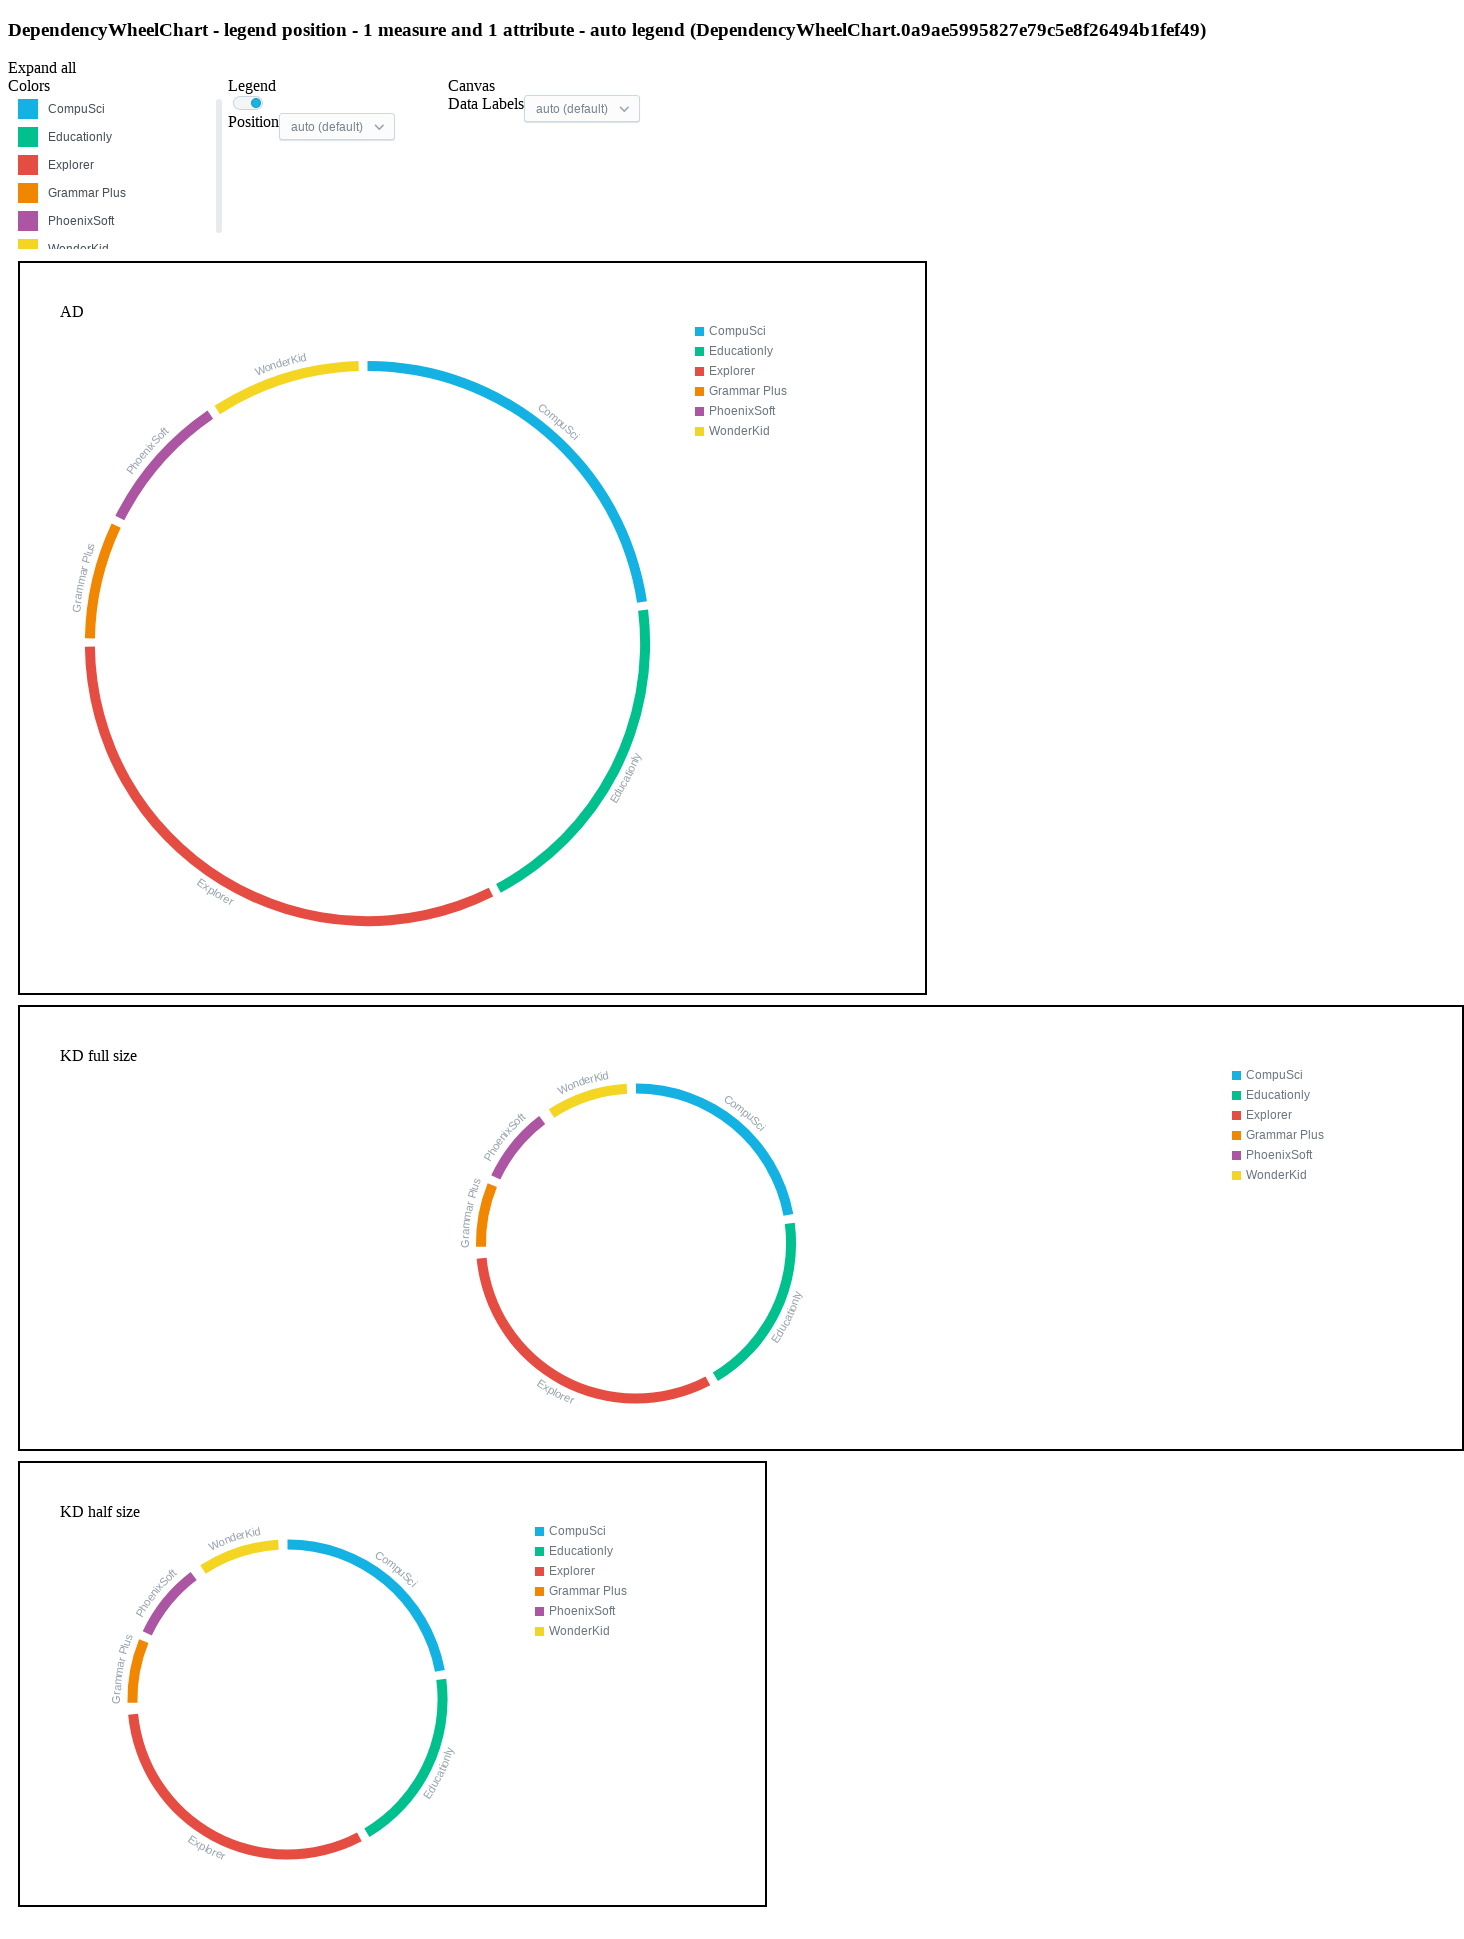 DependencyWheelChart - legend position - 1 measure and 1 attribute - auto legend (DependencyWheelChart.0a9ae5995827e79c5e8f26494b1fef49)
Expand all
Colors
CompuSci
Educationly
Explorer
Grammar Plus
PhoenixSoft
WonderKid
Legend
Position auto (default)
Canvas
Data Labels auto (default)
AD
WonderKid
CompuSci
PhoenixSoft
Grammar Plus
Educationly
Explorer
CompuSci
Educationly
Explorer
Grammar Plus
PhoenixSoft
WonderKid
KD full size
WonderKid
CompuSci
PhoenixSoft
Grammar Plus
Educationly
Explorer
CompuSci
Educationly
Explorer
Grammar Plus
PhoenixSoft
WonderKid
KD half size
WonderKid
CompuSci
PhoenixSoft
Grammar Plus
Educationly
Explorer
CompuSci
Educationly
Explorer
Grammar Plus
PhoenixSoft
WonderKid